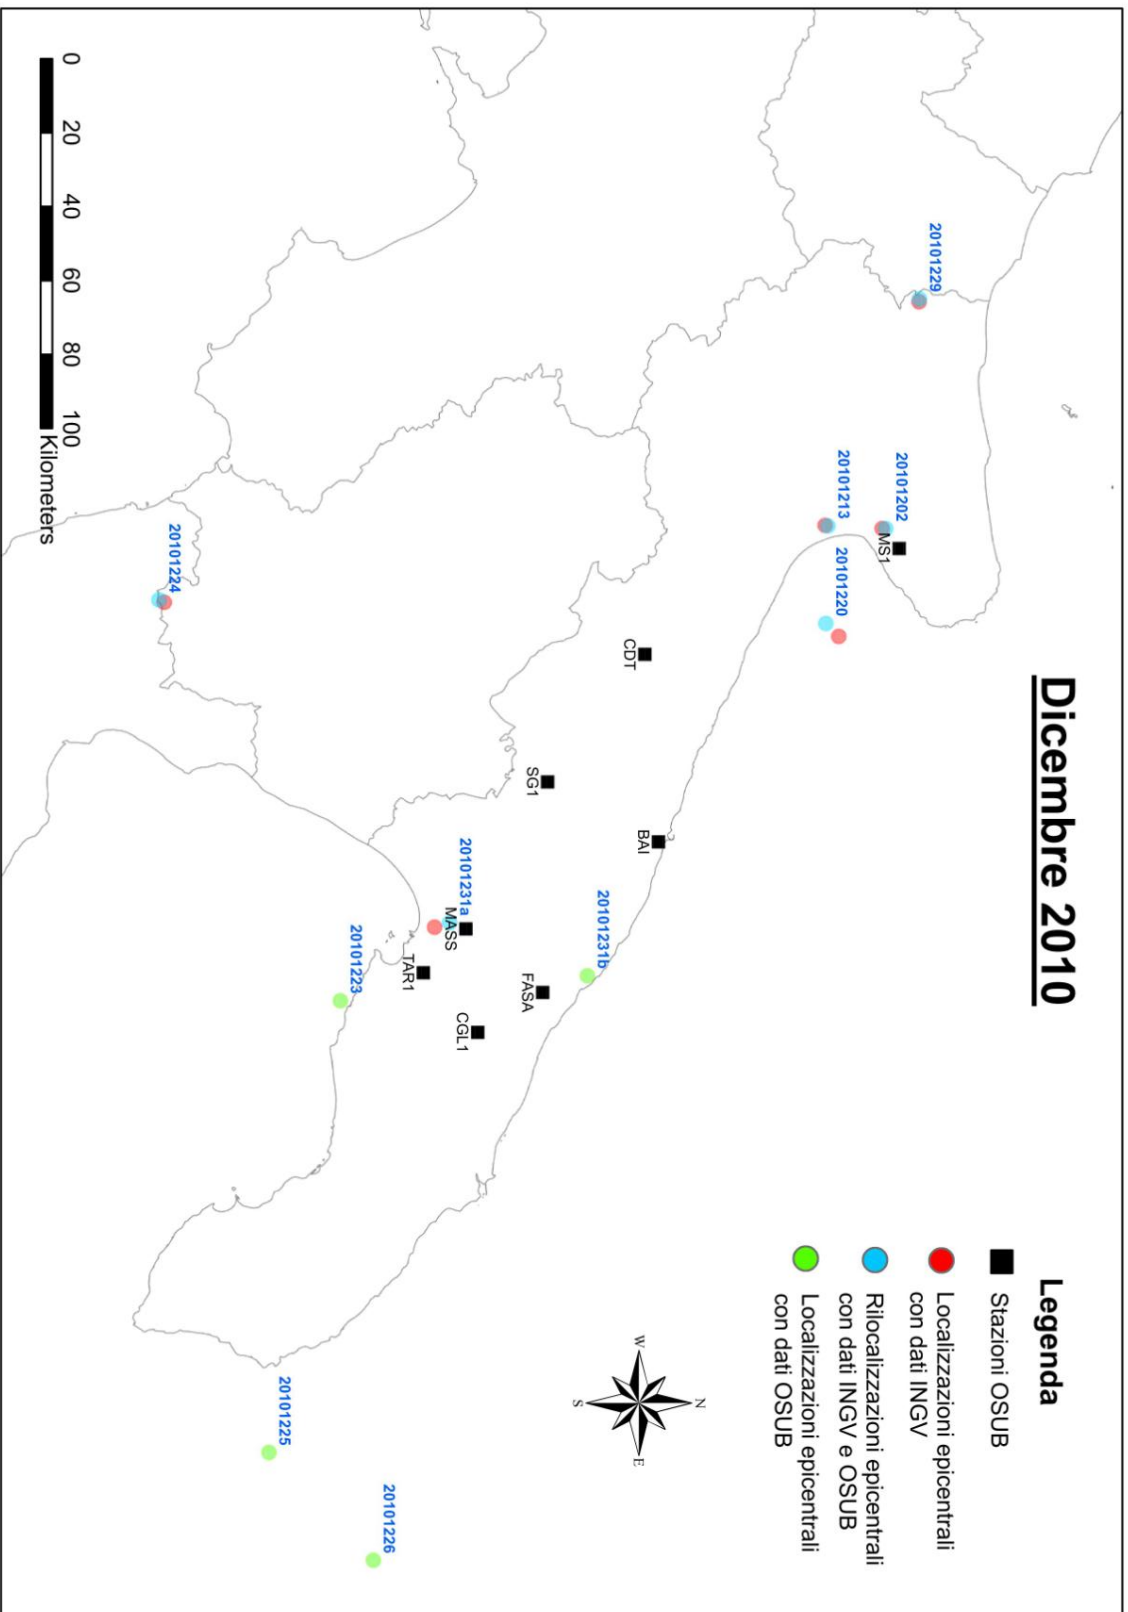 Dicembre 2010
Legenda
Stazioni OSUB
Localizzazioni epicentrali
con dati INGV
Rilocalizzazioni epicentrali
con dati INGV e OSUB
Localizzazioni epicentrali
con dati OSUB
N
W
E
S
20101229
20101202
MS1
20101213
20101220
CDT
BAI
SG1
20101231b
FASA
20101231a
MASS
CGL1
TAR1
20101223
20101224
20101226
20101225
0 20 40 60 80 100
Kilometers